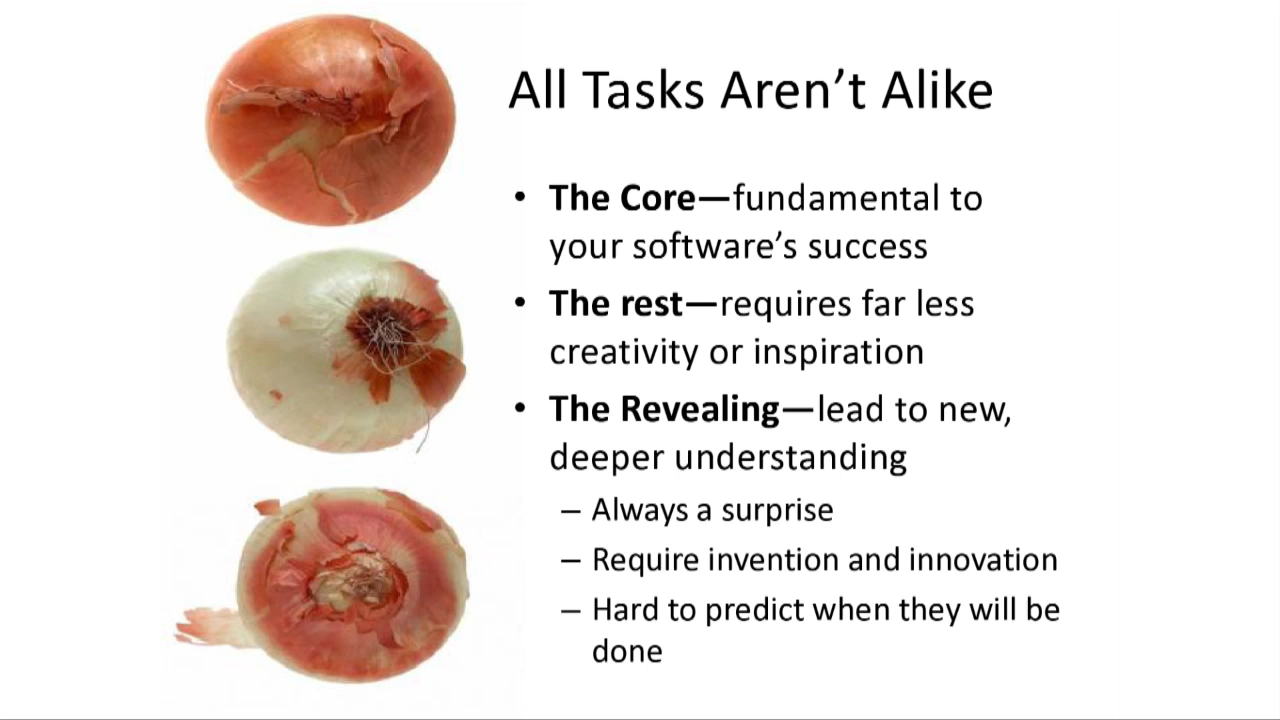 All Tasks Aren’t Alike
• The Core—fundamental to
your software’s success
• The rest—requires far less
creativity or inspiration
• The Revealing—lead to new,
deeper understanding
– Always a surprise
– Require invention and innovation
– Hard to predict when they will be
done